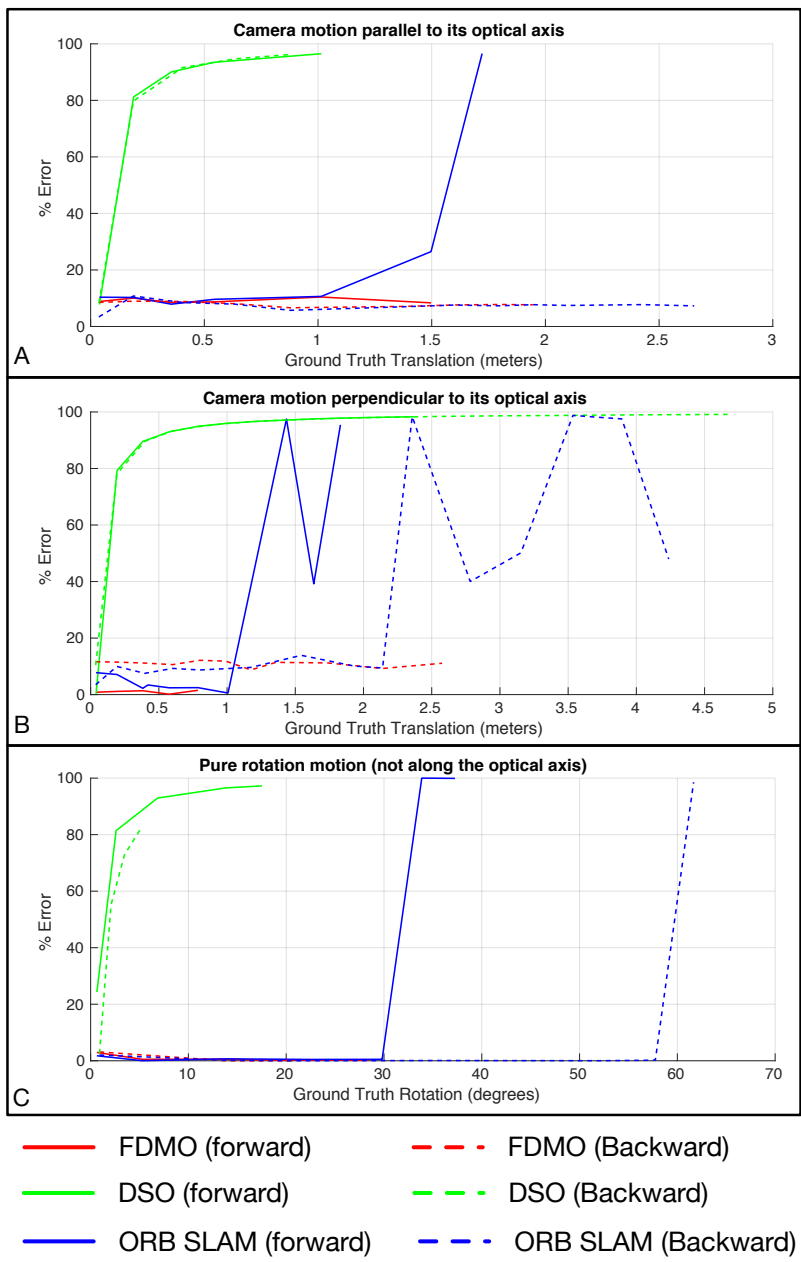 Camera motion parallel to its optical axis
100
80
60
40
20
0
% Error
0 0.5 1 1.5 2 2.5 3
Ground Truth Translation (meters)
A
Camera motion perpendicular to its optical axis
100
80
60
40
20
0
% Error
0 0.5 1 1.5 2 2.5 3 3.5 4 4.5 5
Ground Truth Translation (meters)
B
Pure rotation motion (not along the optical axis)
100
80
60
40
20
0
% Error
0 10 20 30 40 50 60 70
Ground Truth Rotation (degrees)
C
FDMO (forward) FDMO (Backward)
DSO (forward) DSO (Backward)
ORB SLAM (forward) ORB SLAM (Backward)